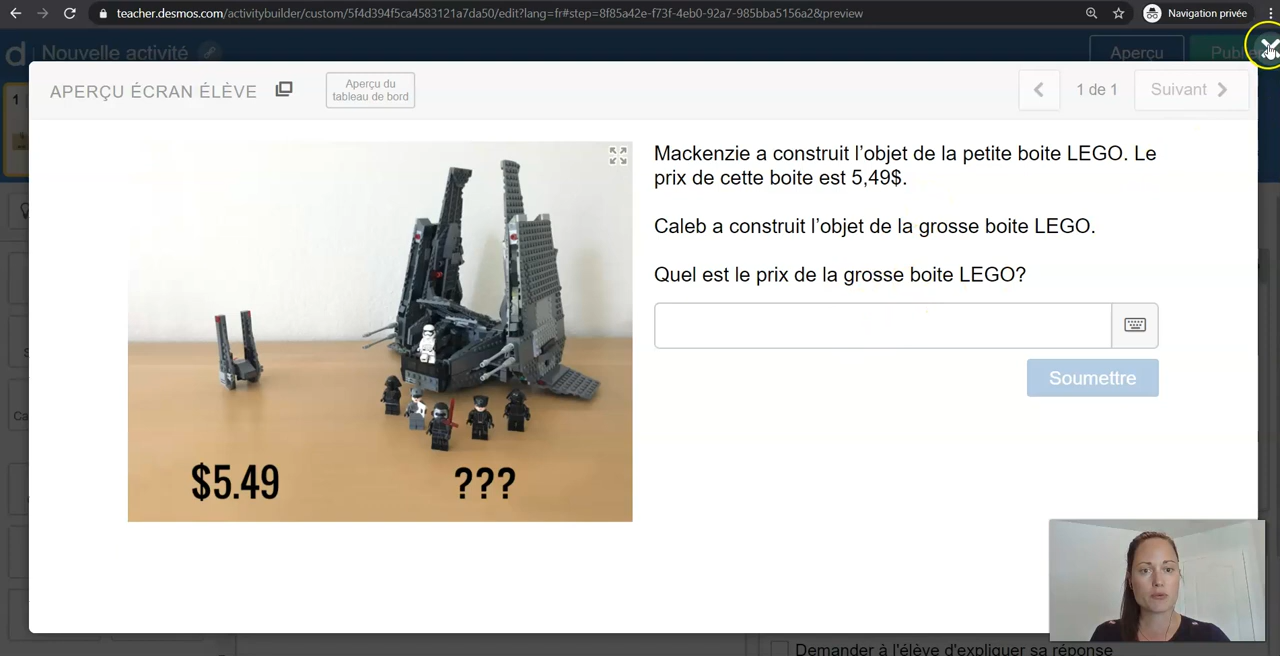 teacher.desmos.com/activitybuilder/custom/5f4d394f5ca4583121a7da50/edit?lang=fr#step=8f85a42e-f73f-4eb0-92a7-985bba5156a2&preview
Navigation privée
d Nouvelle activité
Aperçu
1
APERÇU ÉCRAN ÉLÈVE
Aperçu du
tableau de bord
1 de 1
Suivant
Mackenzie a construit l’objet de la petite boite LEGO. Le
prix de cette boite est 5,49$.
Caleb a construit l’objet de la grosse boite LEGO.
Quel est le prix de la grosse boite LEGO?
Soumettre
$5.49
???
Demander à l'élève d'expliquer sa réponse